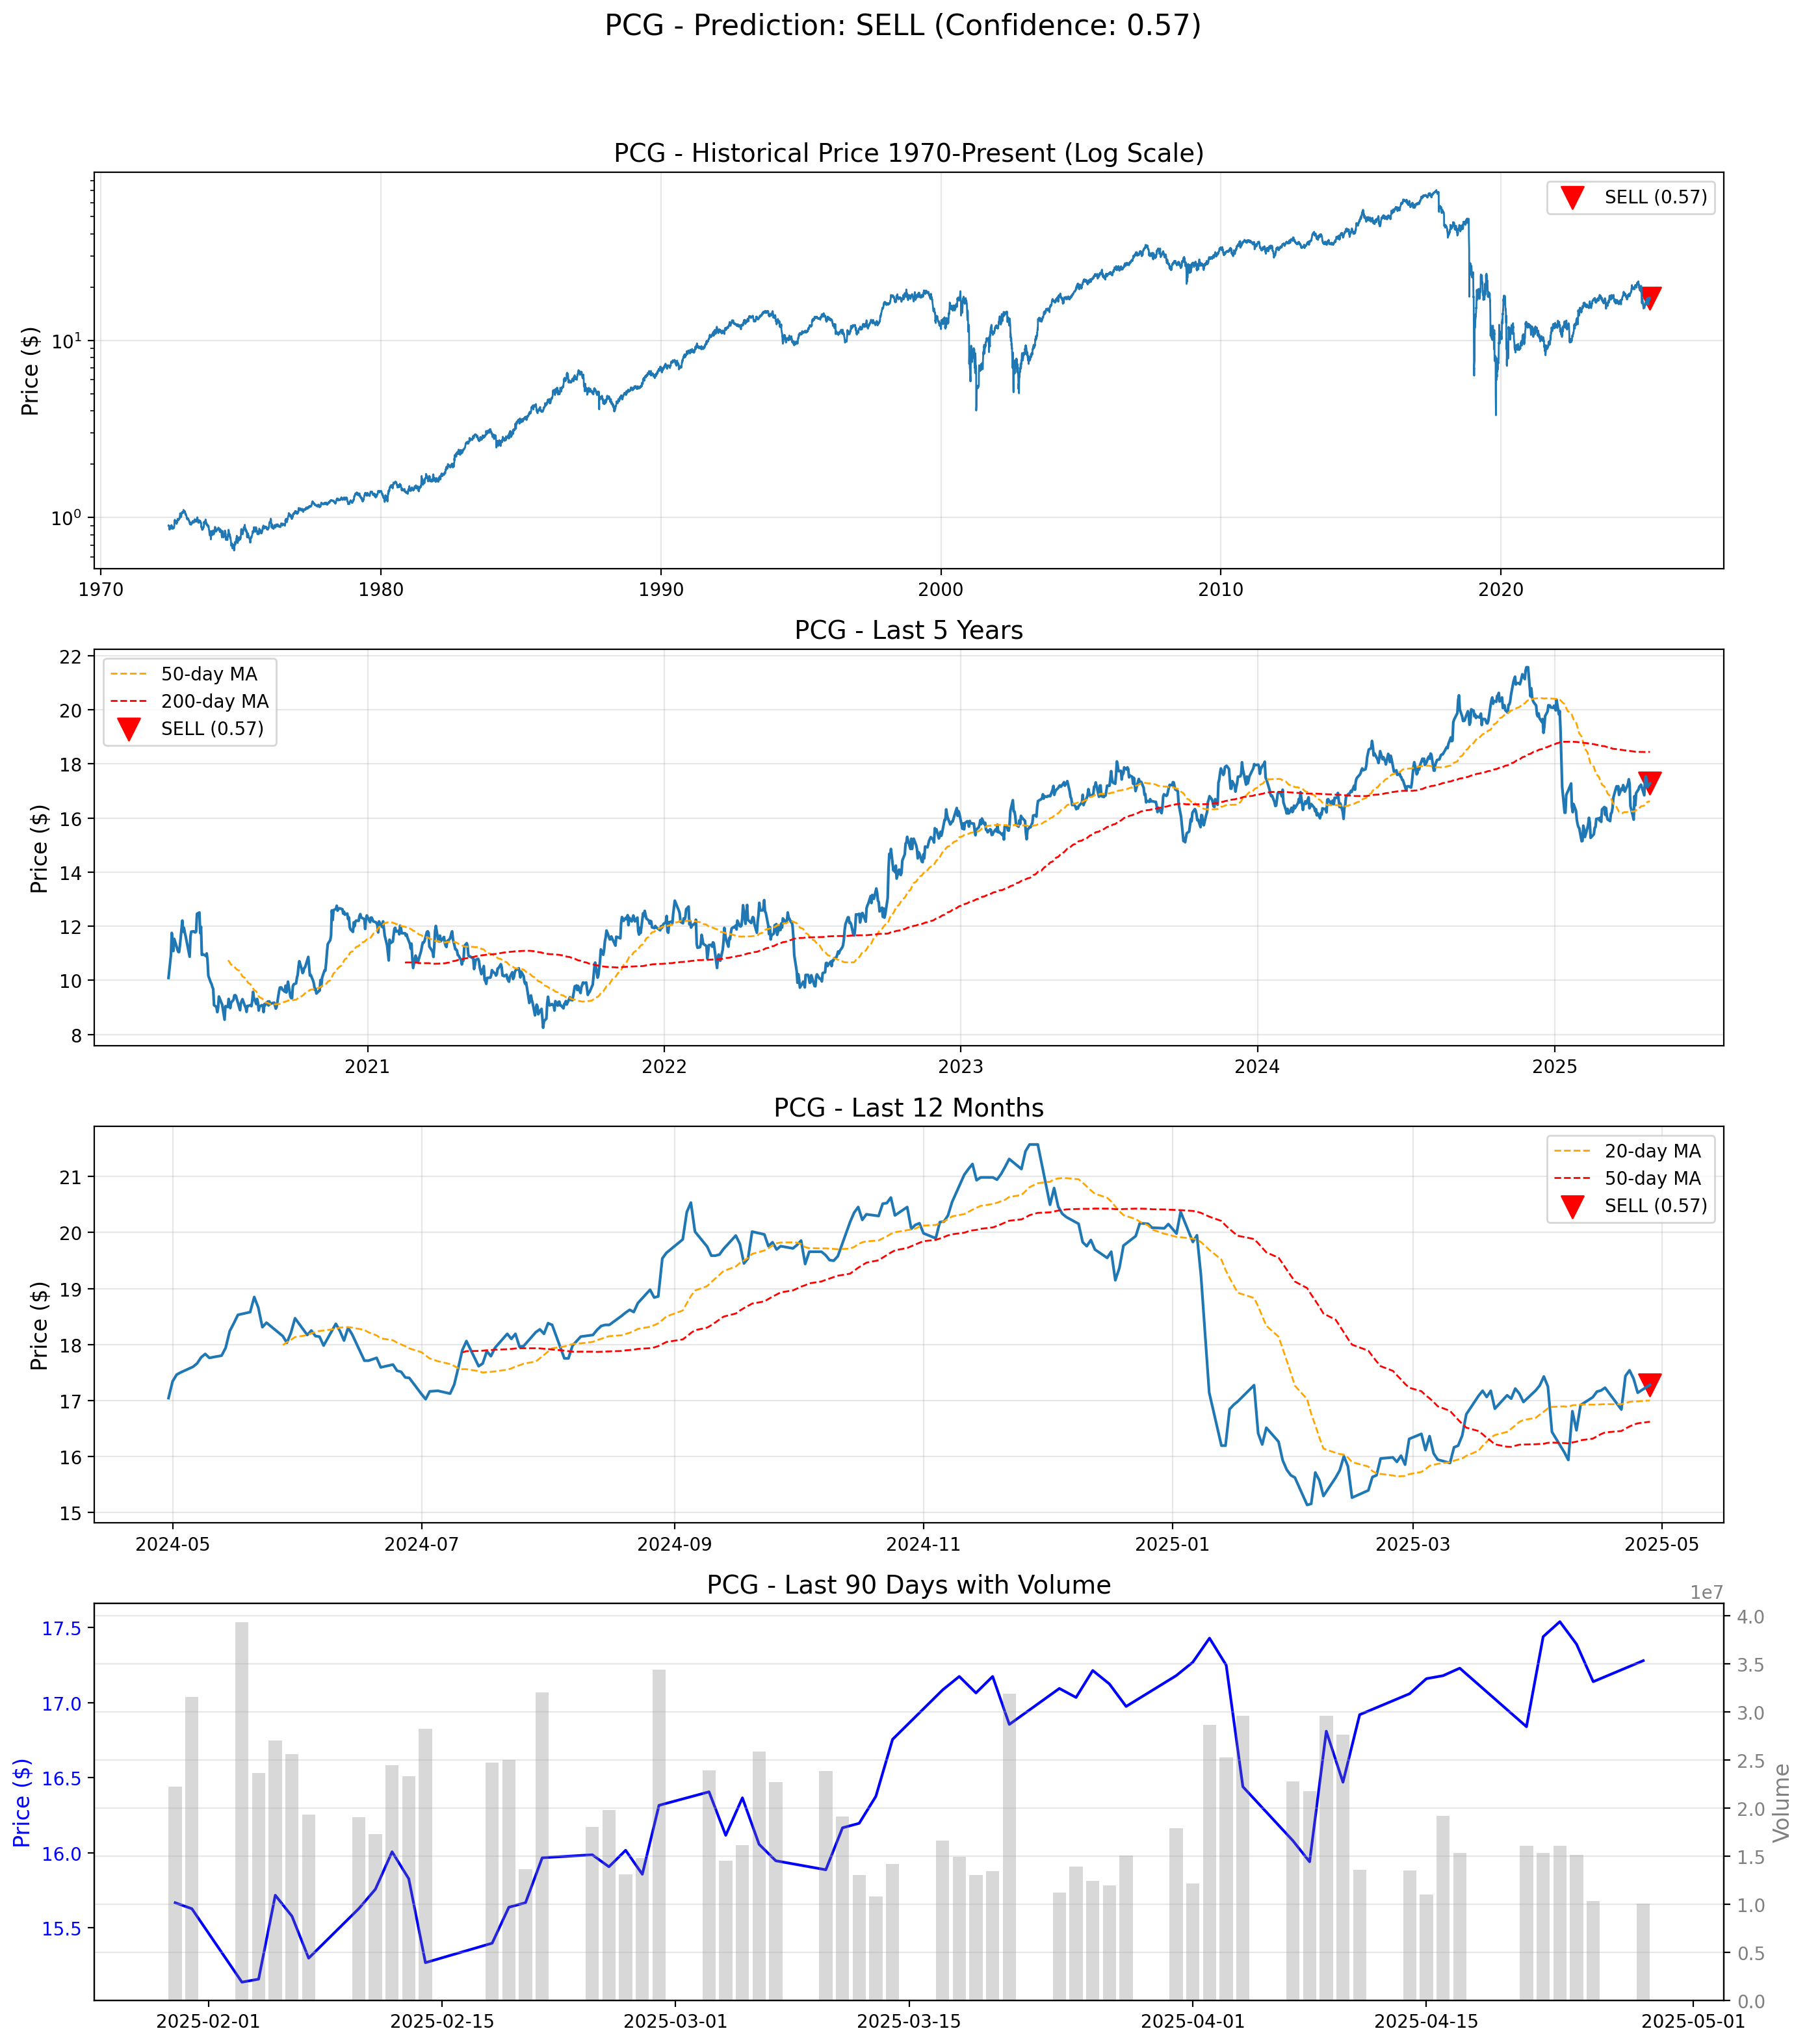 PCG - Prediction: SELL (Confidence: 0.57)
PCG - Historical Price 1970-Present (Log Scale)
SELL (0.57)
Price ($)
10¹
10⁰
1970 1980 1990 2000 2010 2020
PCG - Last 5 Years
50-day MA
200-day MA
SELL (0.57)
Price ($)
22
20
18
16
14
12
10
8
2021 2022 2023 2024 2025
PCG - Last 12 Months
20-day MA
50-day MA
SELL (0.57)
Price ($)
21
20
19
18
17
16
15
2024-05 2024-07 2024-09 2024-11 2025-01 2025-03 2025-05
PCG - Last 90 Days with Volume
1e7
Price ($)
17.5
17.0
16.5
16.0
15.5
4.0
3.5
3.0
2.5
2.0
1.5
1.0
0.5
0.0
Volume
2025-02-01 2025-02-15 2025-03-01 2025-03-15 2025-04-01 2025-04-15 2025-05-01